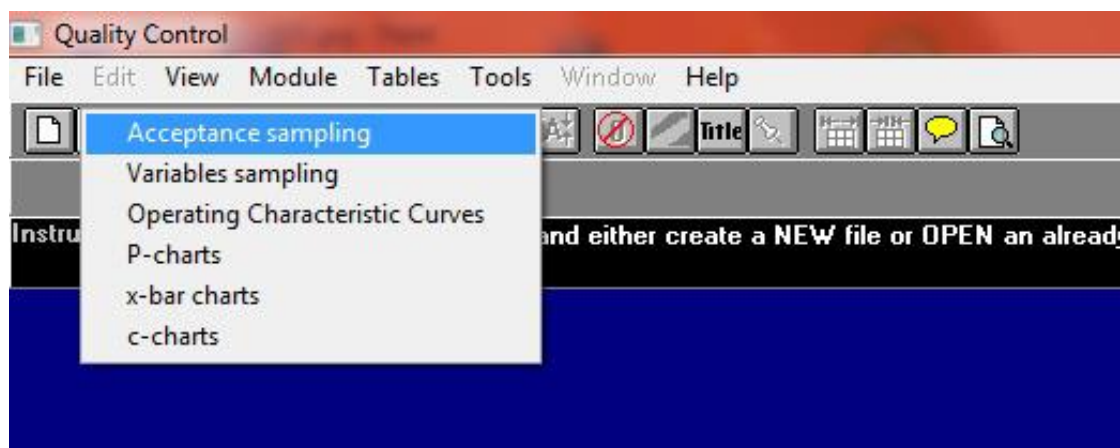 Quality Control
File Edit View Module Tables Tools Window Help
Title
Acceptance sampling
Variables sampling
Operating Characteristic Curves
Instru and either create a NEW file or OPEN an already
P-charts
x-bar charts
c-charts